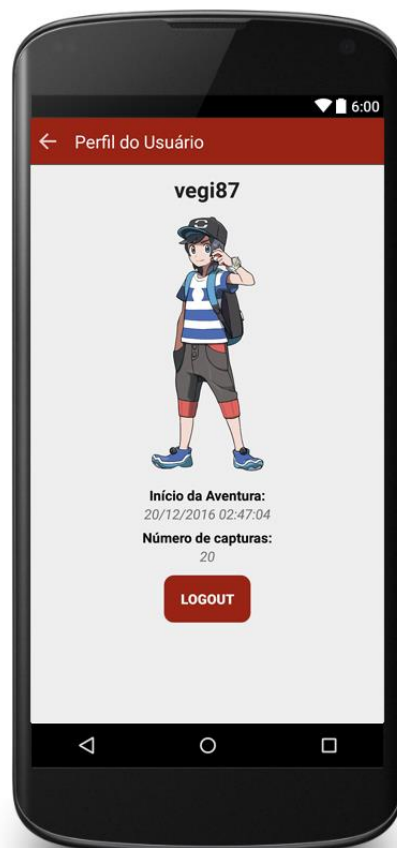 6:00
Perfil do Usuário
vegi87
Início da Aventura:
20/12/2016 02:47:04
Número de capturas:
20
LOGOUT